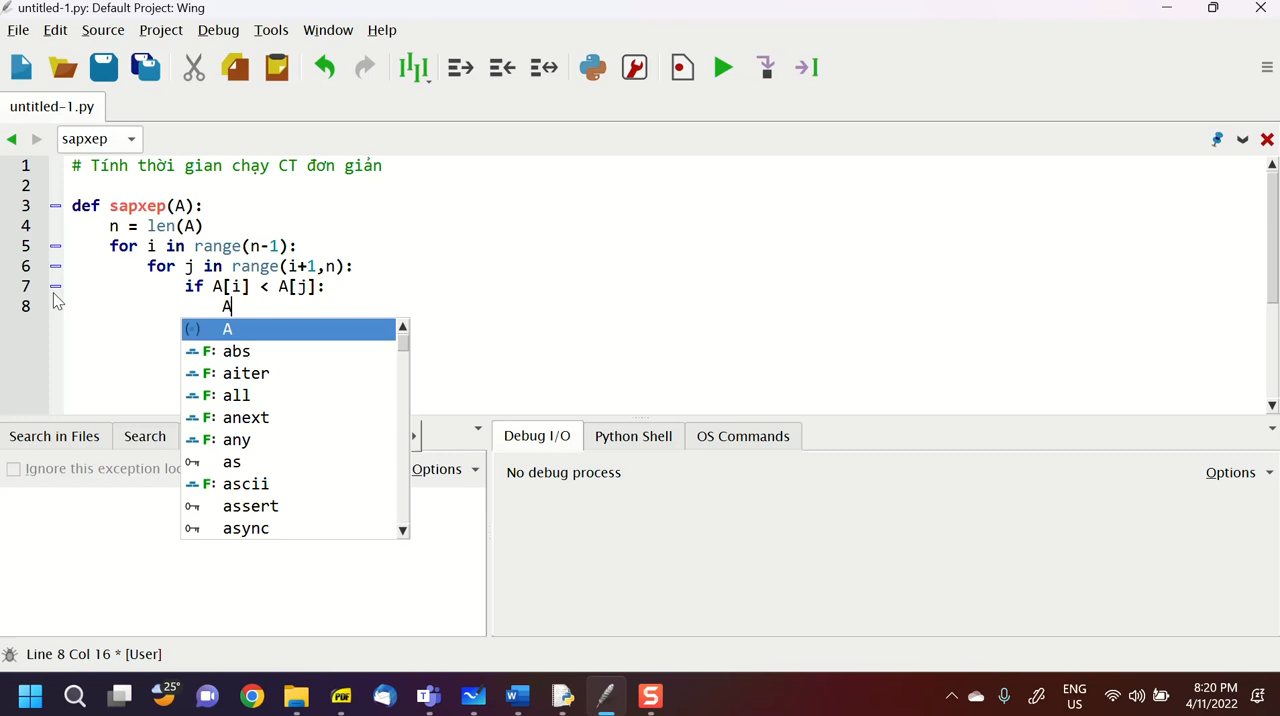 untitled-1.py: Default Project: Wing
File Edit Source Project Debug Tools Window Help
untitled-1.py
sapxep
1 # Tính thời gian chạy CT đơn giản
2
3 def sapxep(A):
4 n = len(A)
5 for i in range(n-1):
6 for j in range(i+1,n):
7 if A[i] < A[j]:
8 A
A
F: abs
F: aiter
F: all
F: anext
F: any
as
F: ascii
assert
async
Search in Files Search
Ignore this exception loc
Options
Debug I/O Python Shell OS Commands
No debug process
Options
Line 8 Col 16 * [User]
25°
PDF
ENG
US
8:20 PM
4/11/2022